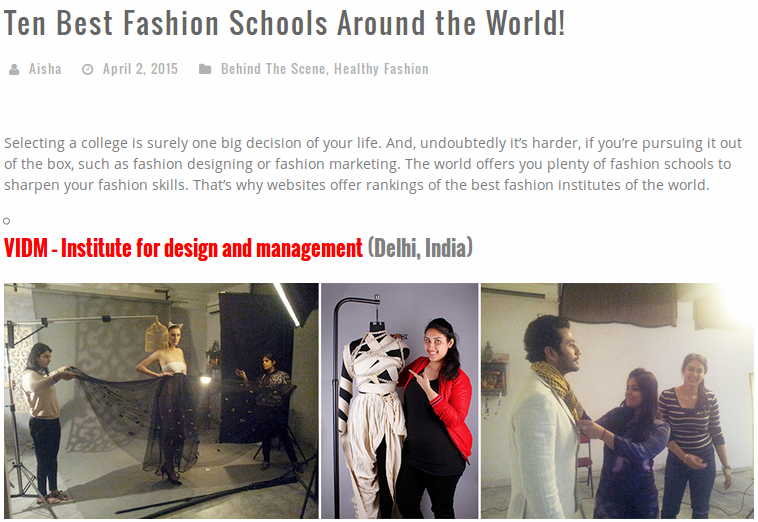 Ten Best Fashion Schools Around the World!
Aisha April 2, 2015 Behind The Scene, Healthy Fashion
Selecting a college is surely one big decision of your life. And, undoubtedly it’s harder, if you’re pursuing it out
of the box, such as fashion designing or fashion marketing. The world offers you plenty of fashion schools to
sharpen your fashion skills. That’s why websites offer rankings of the best fashion institutes of the world.
VIDM - Institute for design and management (Delhi, India)